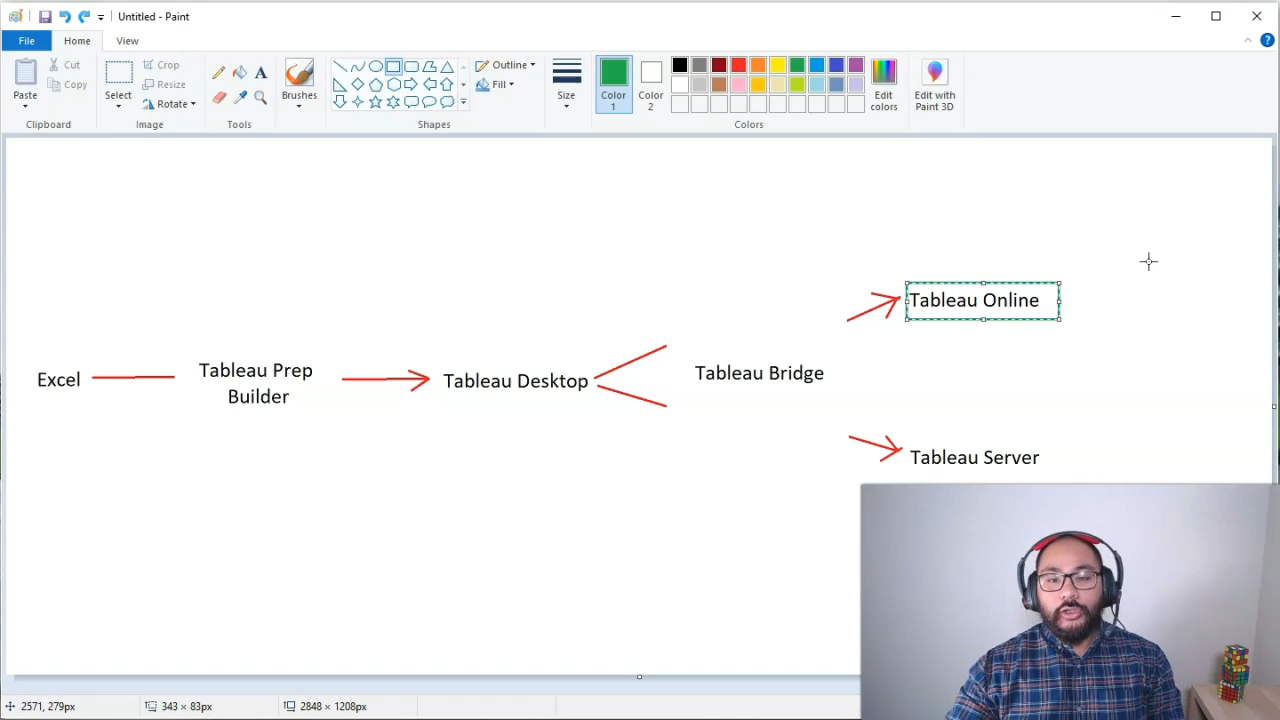 Untitled - Paint
File
Home
View
Paste
Cut
Copy
Clipboard
Select
Crop
Resize
Rotate
Image
A
Tools
Brushes
Shapes
Outline
Fill
Size
Color
1
Color
2
Colors
Edit
colors
Edit with
Paint 3D
Tableau Online
Excel
Tableau Prep
Builder
Tableau Desktop
Tableau Bridge
Tableau Server
2571, 279px
343 × 83px
2848 × 1208px